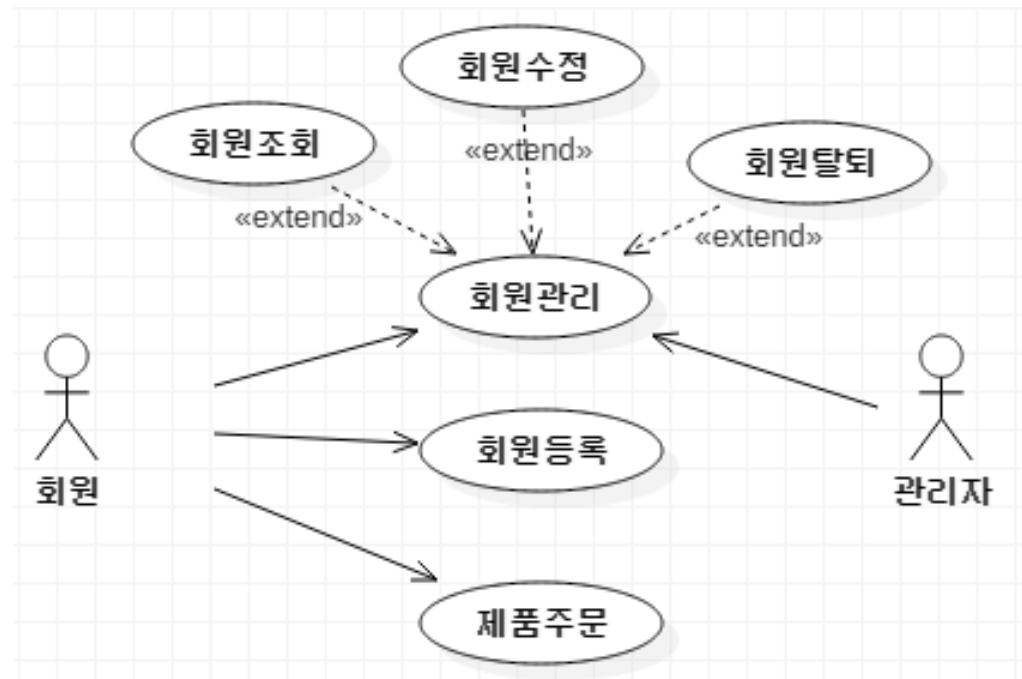 회원수정
회원조회
«extend»
회원탈퇴
«extend»
«extend»
회원관리
회원등록
회원
관리자
제품주문